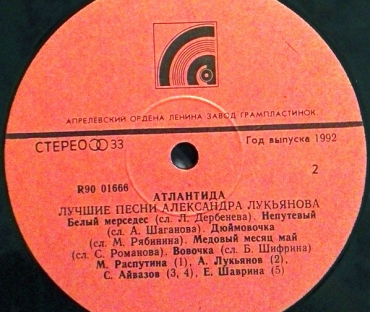 АПРЕЛЕВСКИЙ ОРДЕНА ЛЕНИНА ЗАВОД ГРАМПЛАСТИНОК
СТЕРЕО 33 Год выпуска 1992
2
R90 01666
АТЛАНТИДА
ЛУЧШИЕ ПЕСНИ АЛЕКСАНДРА ЛУКЬЯНОВА
Белый мерседес (сл. Л. Дербенева). Непутевый
(сл. А. Шаганова). Дюймовочка
(сл. М. Рябинина). Медовый месяц май
(сл. С. Романова). Вовочка (сл. Б. Шифрина)
М. Распутина (1), А. Лукьянов (2),
С. Айвазов (3, 4), Е. Шаврина (5)